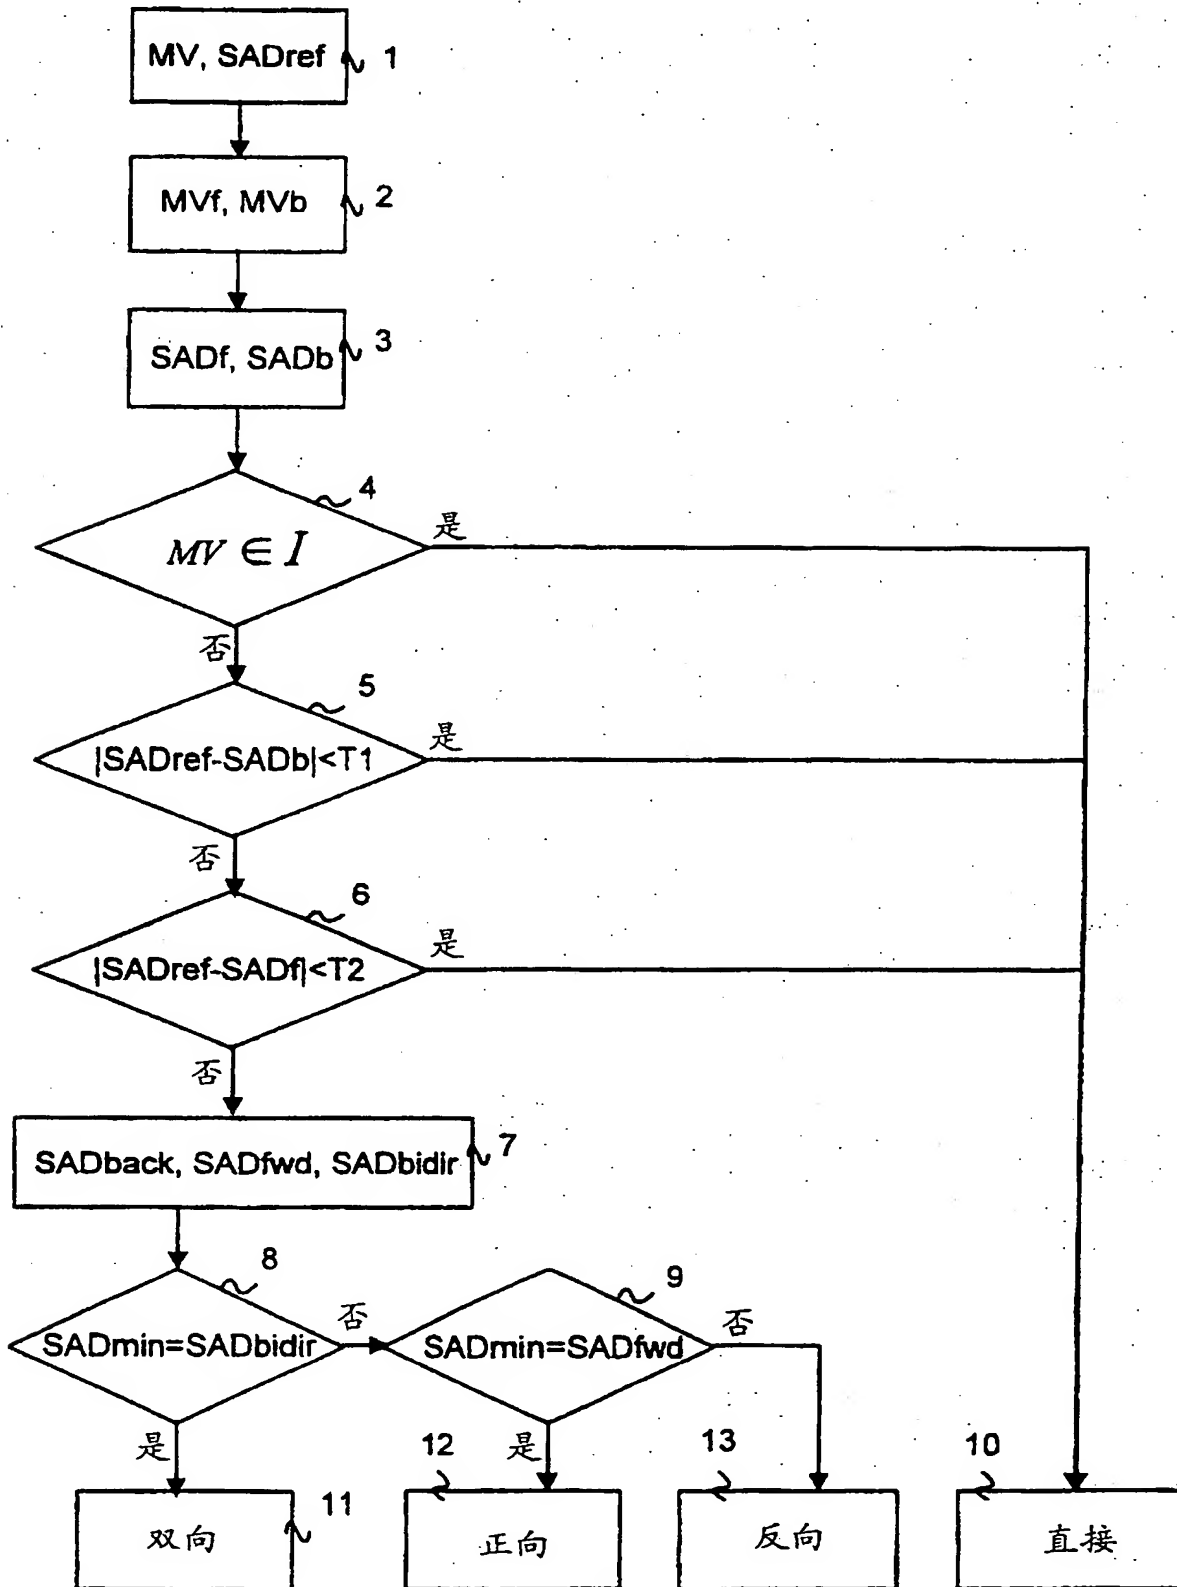 MV, SADref
1
MVf, MVb
2
SADf, SADb
3
4
MV ∈ I
是
否
5
|SADref-SADb|<T1
是
否
6
|SADref-SADf|<T2
是
否
SADback, SADfwd, SADbidir
7
8
SADmin=SADbidir
否
9
SADmin=SADfwd
否
是
是
12
13
10
双向
11
正向
反向
直接